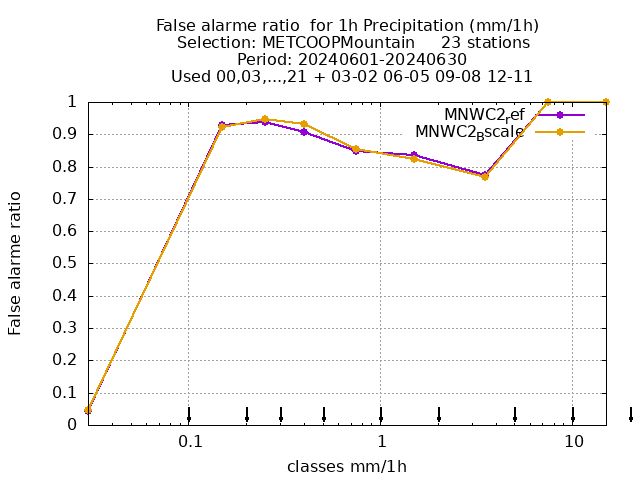 False alarme ratio  for 1h Precipitation (mm/1h)
Selection: METCOOPMountain     23 stations
Period: 20240601-20240630
Used 00,03,...,21 + 03-02 06-05 09-08 12-11
MNWC2ref
MNWC2Bscale
1
0.9
0.8
0.7
0.6
0.5
0.4
0.3
0.2
0.1
0
False alarme ratio
0.1
1
10
classes mm/1h